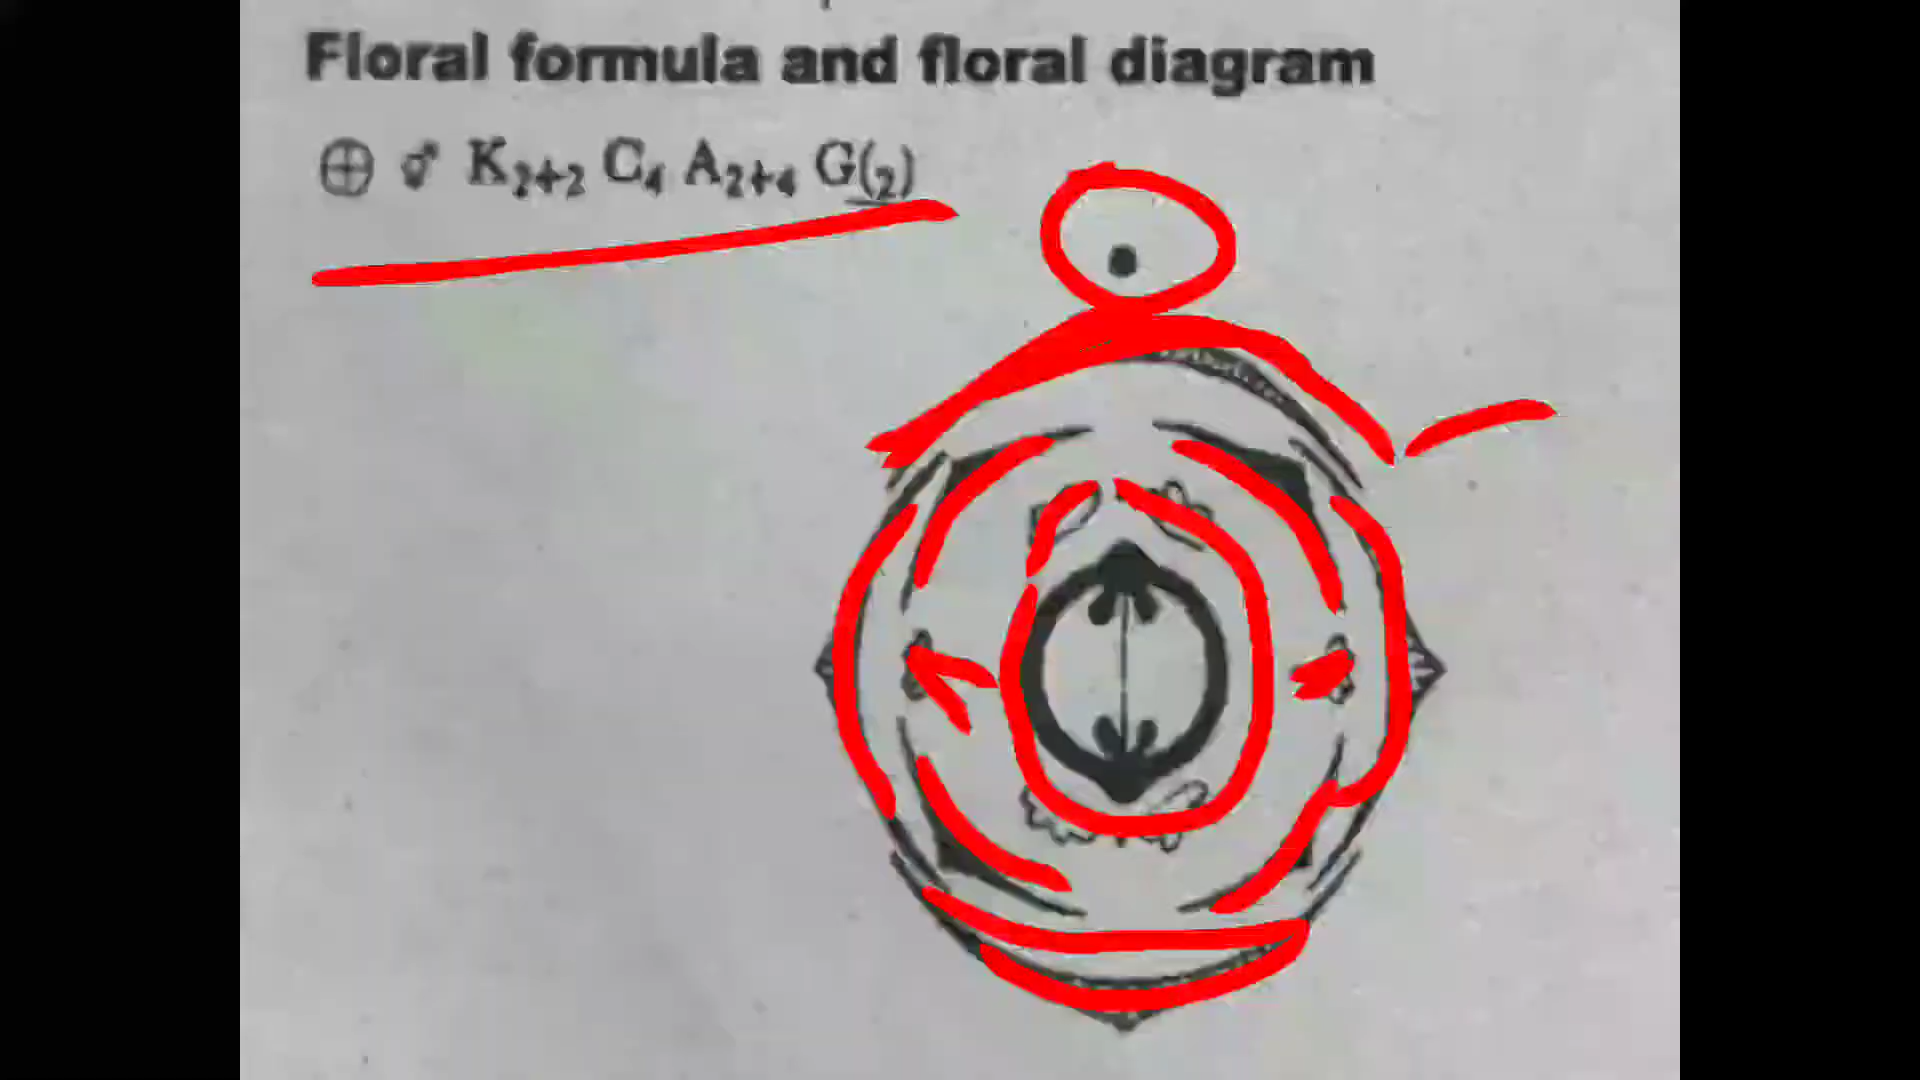 Floral formula and floral diagram
⊕ ⚥ K₂₊₂ C₄ A₂₊₄ G(₂)